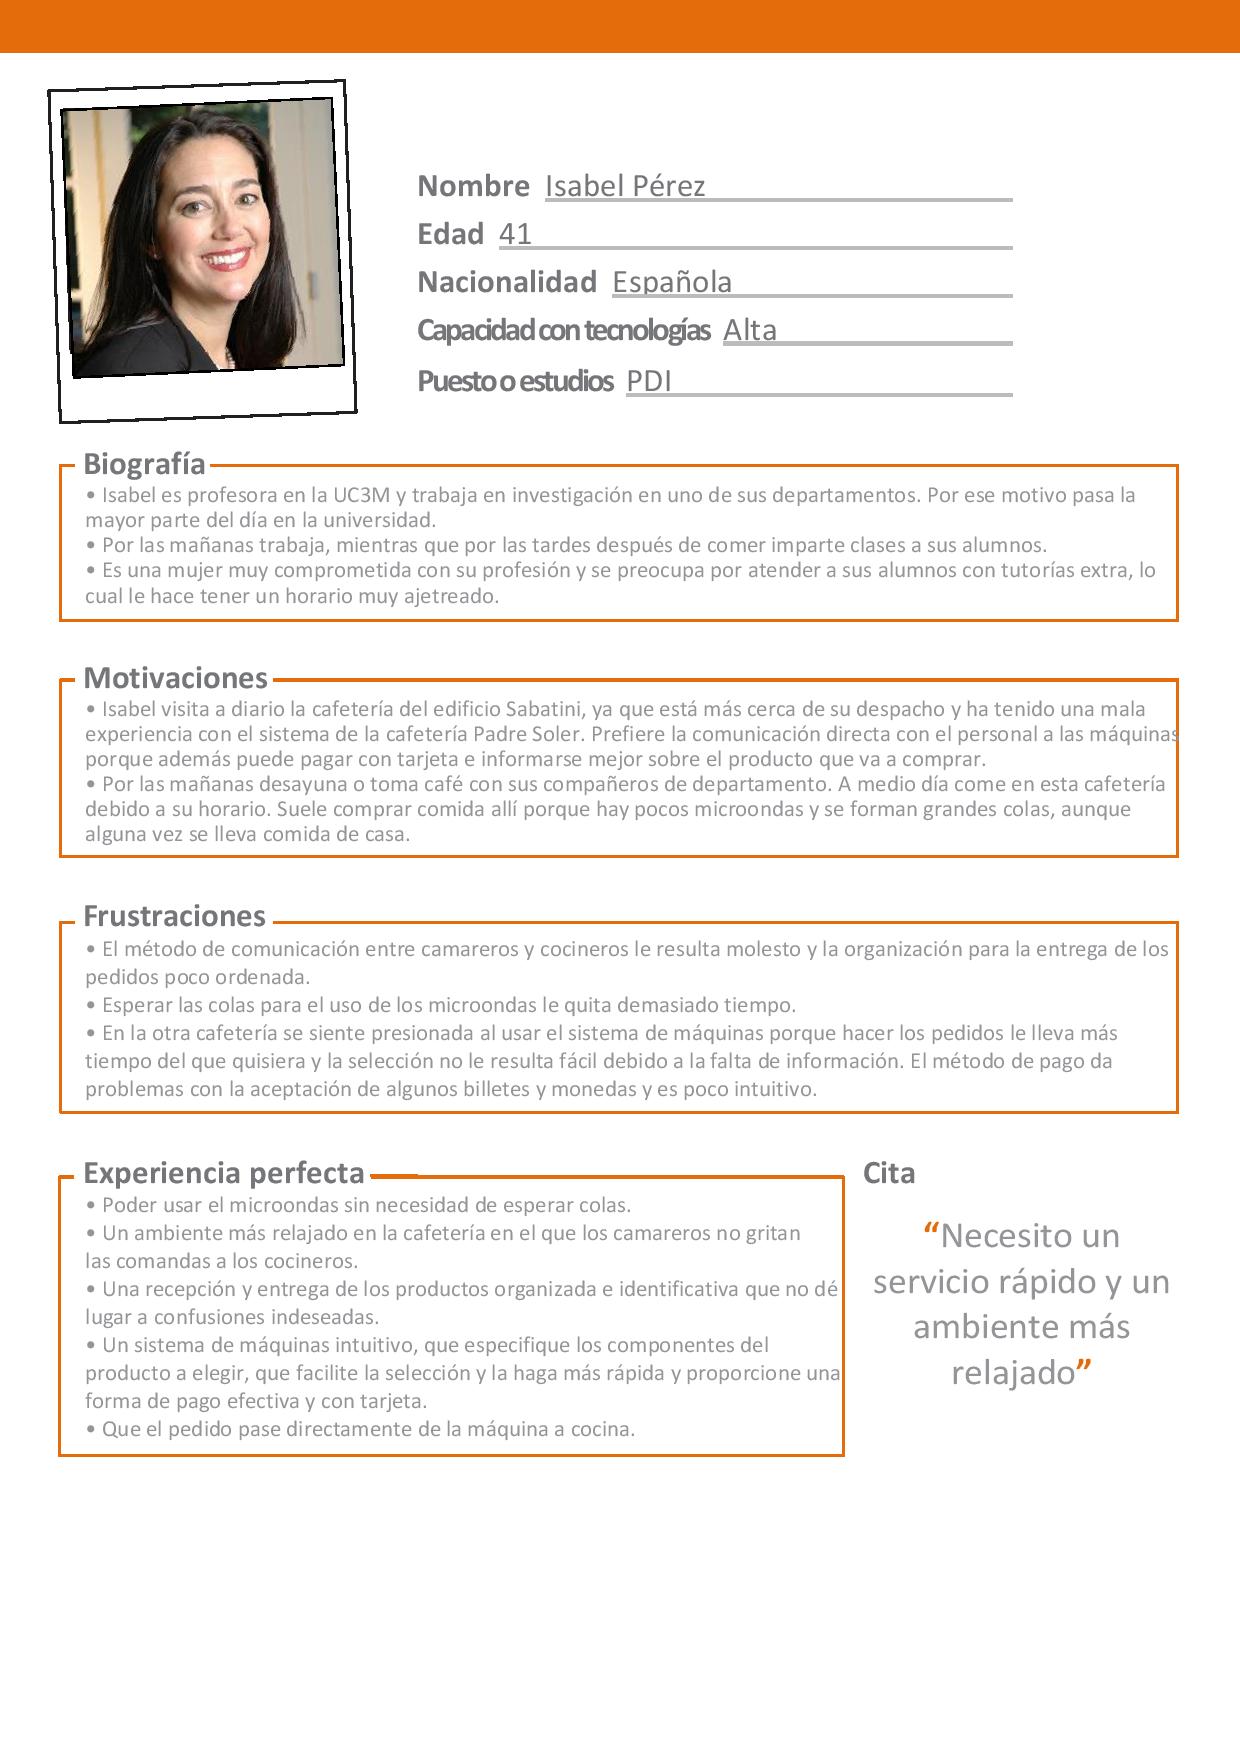 Nombre Isabel Pérez
Edad 41
Nacionalidad Española
Capacidad con tecnologías Alta
Puesto o estudios PDI
Biografía
• Isabel es profesora en la UC3M y trabaja en investigación en uno de sus departamentos. Por ese motivo pasa la
mayor parte del día en la universidad.
• Por las mañanas trabaja, mientras que por las tardes después de comer imparte clases a sus alumnos.
• Es una mujer muy comprometida con su profesión y se preocupa por atender a sus alumnos con tutorías extra, lo
cual le hace tener un horario muy ajetreado.
Motivaciones
• Isabel visita a diario la cafetería del edificio Sabatini, ya que está más cerca de su despacho y ha tenido una mala
experiencia con el sistema de la cafetería Padre Soler. Prefiere la comunicación directa con el personal a las máquinas
porque además puede pagar con tarjeta e informarse mejor sobre el producto que va a comprar.
• Por las mañanas desayuna o toma café con sus compañeros de departamento. A medio día come en esta cafetería
debido a su horario. Suele comprar comida allí porque hay pocos microondas y se forman grandes colas, aunque
alguna vez se lleva comida de casa.
Frustraciones
• El método de comunicación entre camareros y cocineros le resulta molesto y la organización para la entrega de los
pedidos poco ordenada.
• Esperar las colas para el uso de los microondas le quita demasiado tiempo.
• En la otra cafetería se siente presionada al usar el sistema de máquinas porque hacer los pedidos le lleva más
tiempo del que quisiera y la selección no le resulta fácil debido a la falta de información. El método de pago da
problemas con la aceptación de algunos billetes y monedas y es poco intuitivo.
Experiencia perfecta
• Poder usar el microondas sin necesidad de esperar colas.
• Un ambiente más relajado en la cafetería en el que los camareros no gritan
las comandas a los cocineros.
• Una recepción y entrega de los productos organizada e identificativa que no dé
lugar a confusiones indeseadas.
• Un sistema de máquinas intuitivo, que especifique los componentes del
producto a elegir, que facilite la selección y la haga más rápida y proporcione una
forma de pago efectiva y con tarjeta.
• Que el pedido pase directamente de la máquina a cocina.
Cita
“Necesito un
servicio rápido y un
ambiente más
relajado”